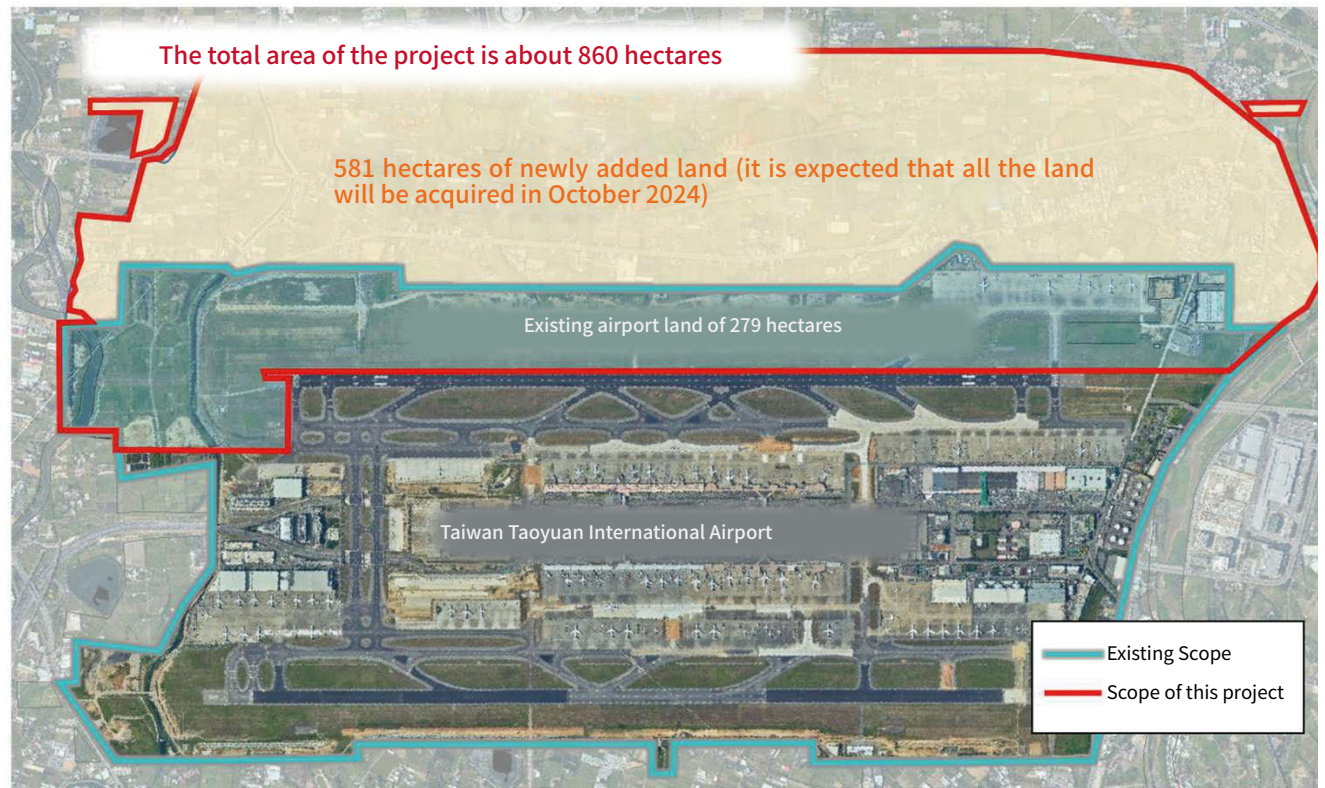 The total area of the project is about 860 hectares
581 hectares of newly added land (it is expected that all the land
will be acquired in October 2024)
Existing airport land of 279 hectares
Taiwan Taoyuan International Airport
Existing Scope
Scope of this project